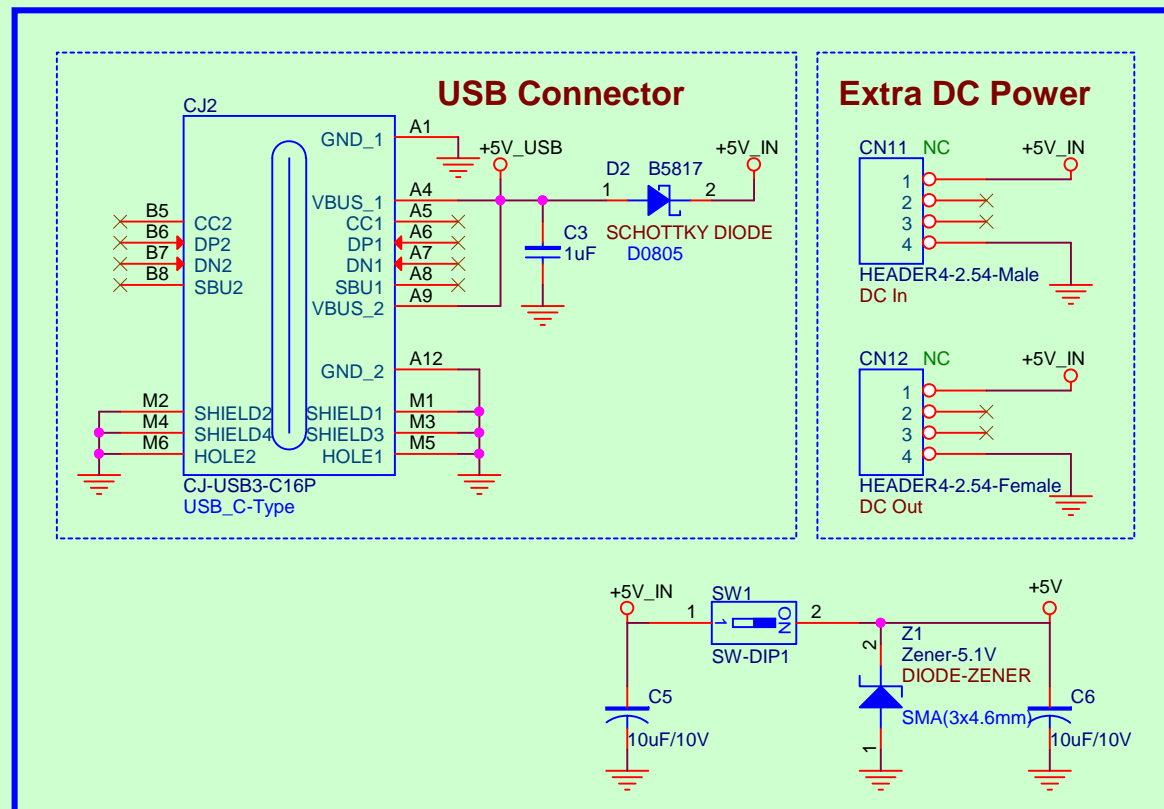 USB Connector
CJ2
GND_1 A1
+5V_USB
D2 B5817
+5V_IN
1 2
VBUS_1 A4
B5 CC2
CC1 A5
B6 DP2
DP1 A6
B7 DN2
DN1 A7
B8 SBU2
SBU1 A8
VBUS_2 A9
C3
1uF
SCHOTTKY DIODE
D0805
GND_2 A12
M2 SHIELD2
SHIELD1 M1
M4 SHIELD4
SHIELD3 M3
M6 HOLE2
HOLE1 M5
CJ-USB3-C16P
USB_C-Type
Extra DC Power
CN11 NC
+5V_IN
1
2
3
4
HEADER4-2.54-Male
DC In
CN12 NC
+5V_IN
1
2
3
4
HEADER4-2.54-Female
DC Out
+5V_IN
SW1
1 2
1 ON
SW-DIP1
+5V
Z1
Zener-5.1V
DIODE-ZENER
SMA(3x4.6mm)
2
1
C5
10uF/10V
C6
10uF/10V